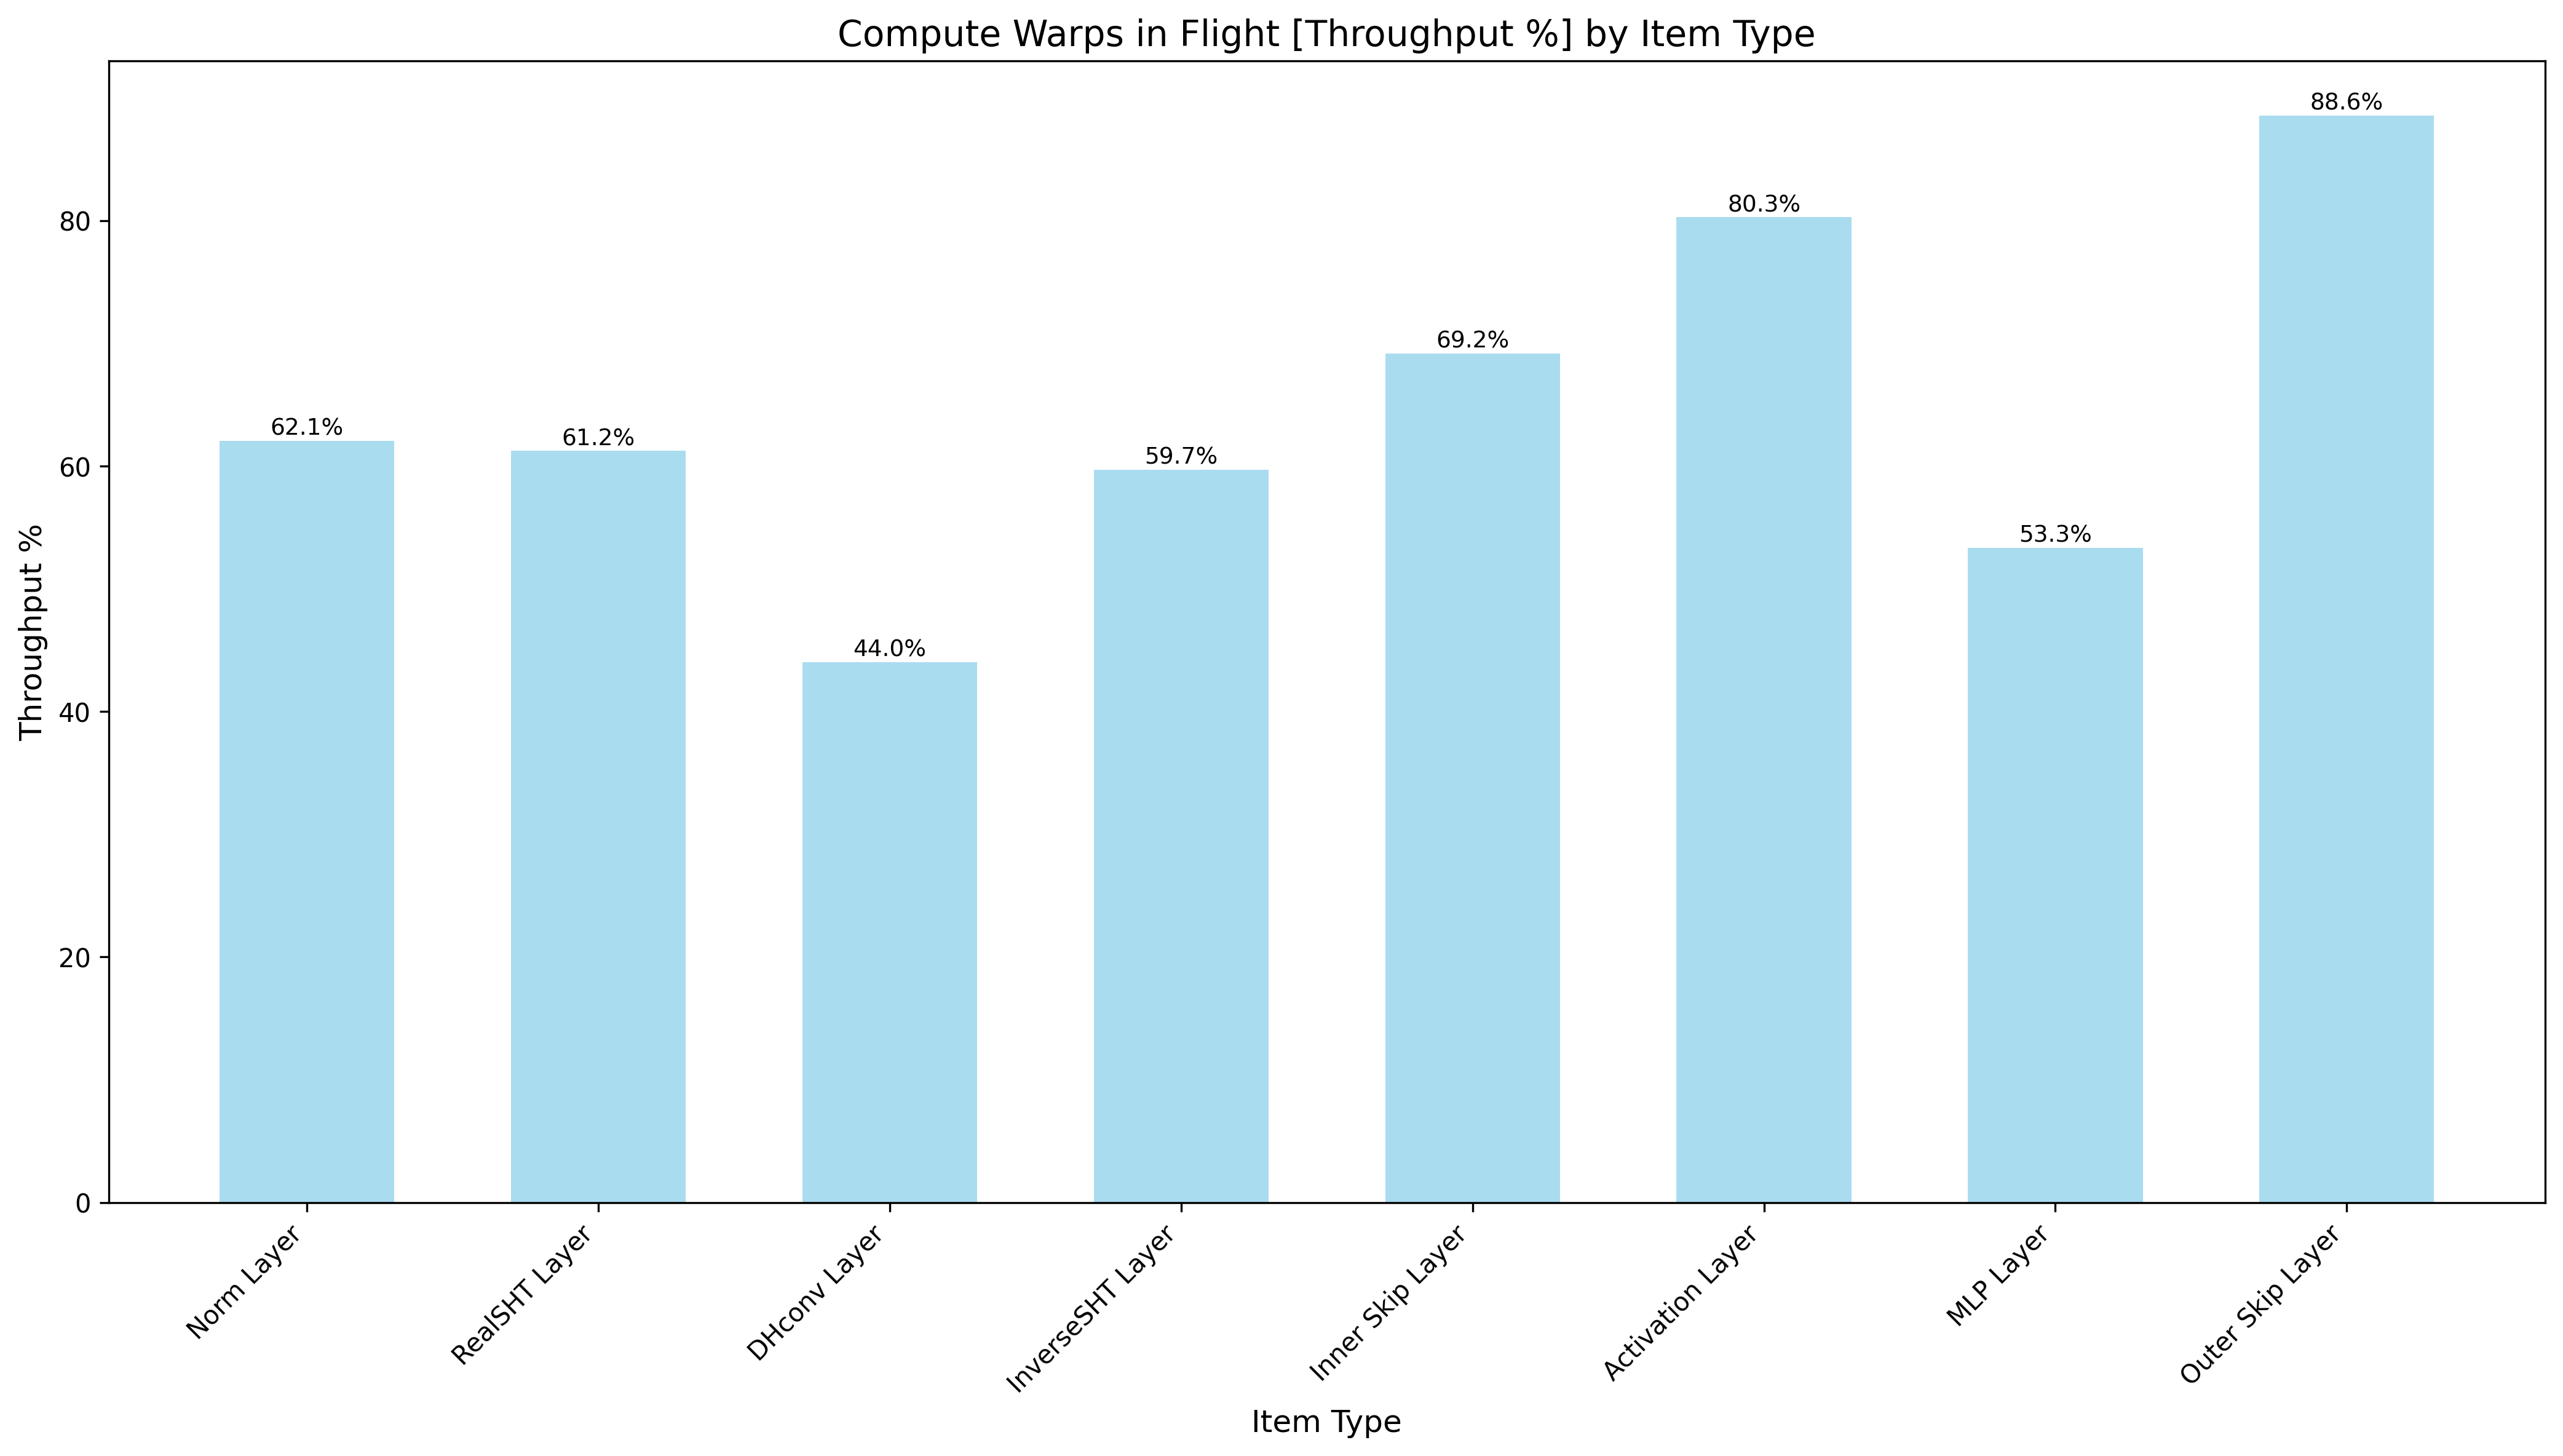 Compute Warps in Flight [Throughput %] by Item Type
Throughput %
80
60
40
20
0
62.1%
61.2%
44.0%
59.7%
69.2%
80.3%
53.3%
88.6%
Norm Layer
RealSHT Layer
DHconv Layer
InverseSHT Layer
Inner Skip Layer
Activation Layer
MLP Layer
Outer Skip Layer
Item Type